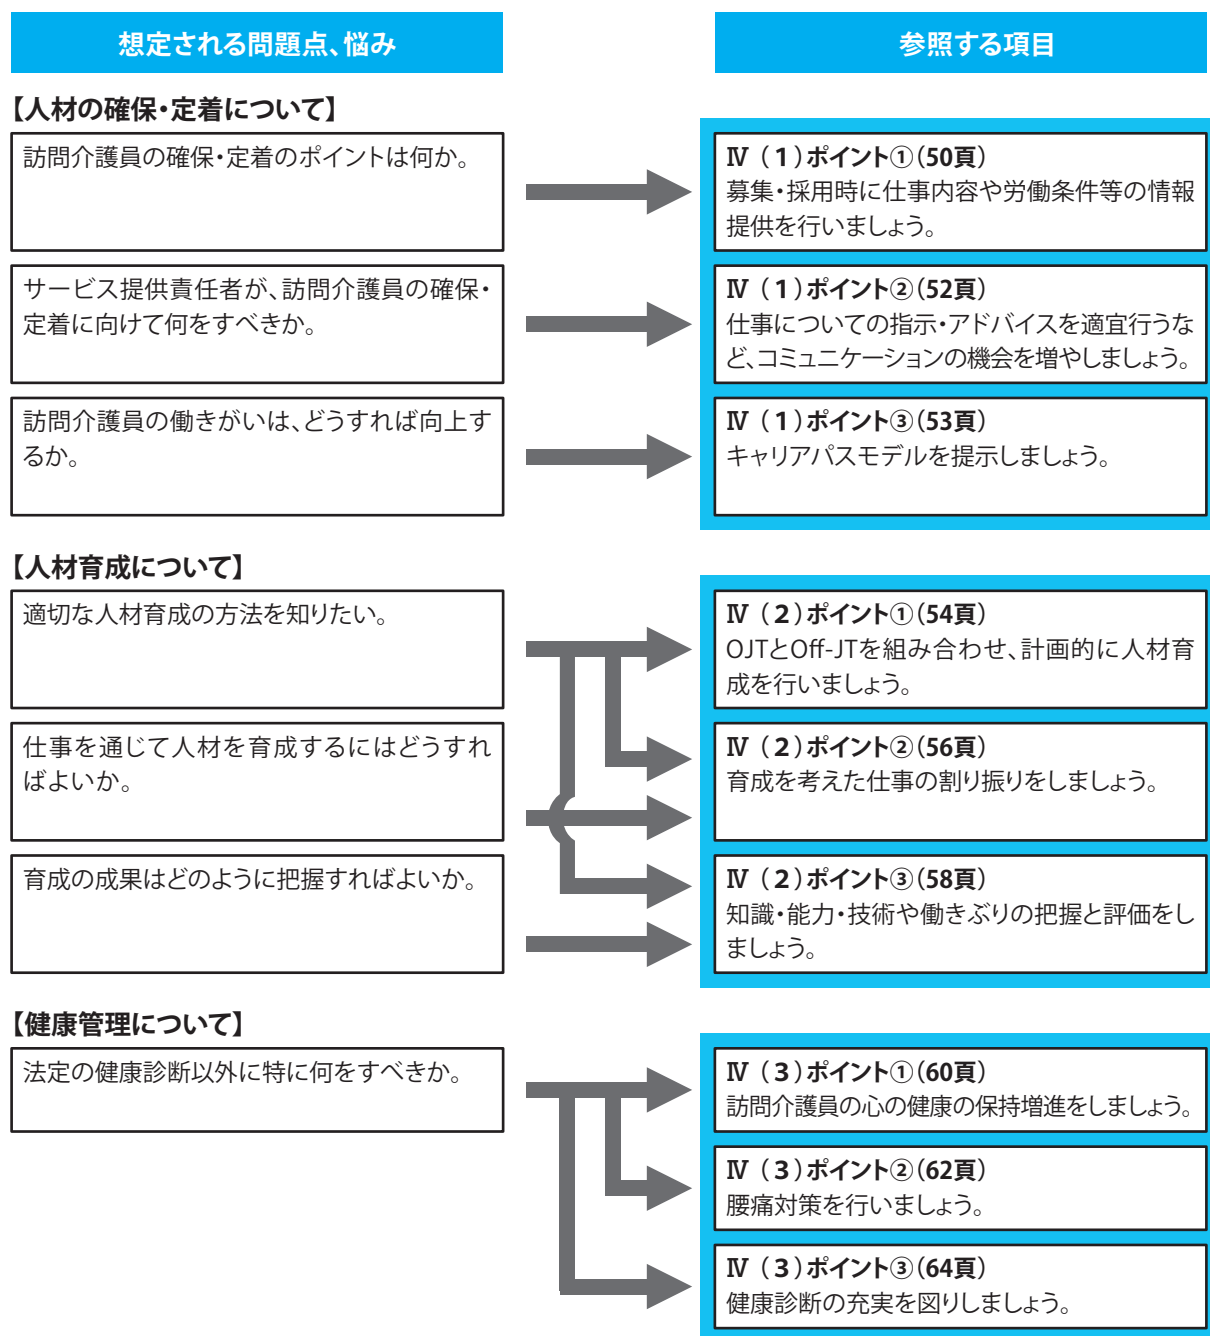 想定される問題点、悩み
参照する項目
【人材の確保・定着について】
訪問介護員の確保・定着のポイントは何か。
Ⅳ（１）ポイント①（50頁）
募集・採用時に仕事内容や労働条件等の情報
提供を行いましょう。
サービス提供責任者が、訪問介護員の確保・
定着に向けて何をすべきか。
Ⅳ（１）ポイント②（52頁）
仕事についての指示・アドバイスを適宜行うな
ど、コミュニケーションの機会を増やしましょう。
訪問介護員の働きがいは、どうすれば向上す
るか。
Ⅳ（１）ポイント③（53頁）
キャリアパスモデルを提示しましょう。
【人材育成について】
適切な人材育成の方法を知りたい。
Ⅳ（２）ポイント①（54頁）
OJTとOff-JTを組み合わせ、計画的に人材育
成を行いましょう。
仕事を通じて人材を育成するにはどうすれ
ばよいか。
Ⅳ（２）ポイント②（56頁）
育成を考えた仕事の割り振りをしましょう。
育成の成果はどのように把握すればよいか。
Ⅳ（２）ポイント③（58頁）
知識・能力・技術や働きぶりの把握と評価をし
ましょう。
【健康管理について】
法定の健康診断以外に特に何をすべきか。
Ⅳ（３）ポイント①（60頁）
訪問介護員の心の健康の保持増進をしましょう。
Ⅳ（３）ポイント②（62頁）
腰痛対策を行いましょう。
Ⅳ（３）ポイント③（64頁）
健康診断の充実を図りしましょう。